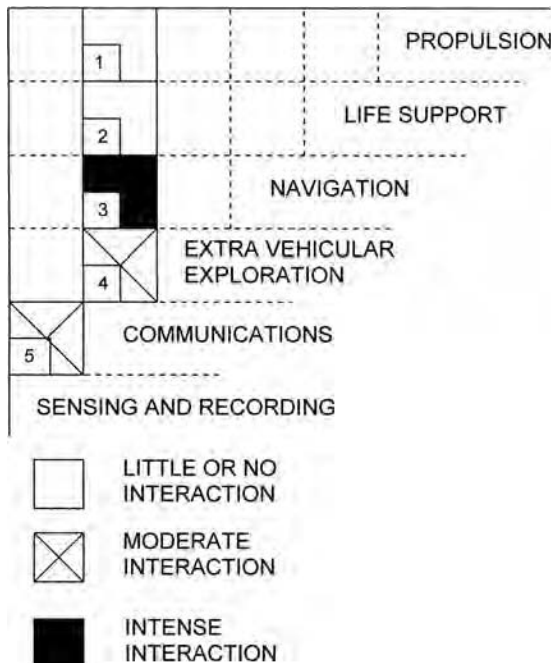 PROPULSION
1
LIFE SUPPORT
2
NAVIGATION
3
EXTRA VEHICULAR
EXPLORATION
4
COMMUNICATIONS
5
SENSING AND RECORDING
LITTLE OR NO
INTERACTION
MODERATE
INTERACTION
INTENSE
INTERACTION